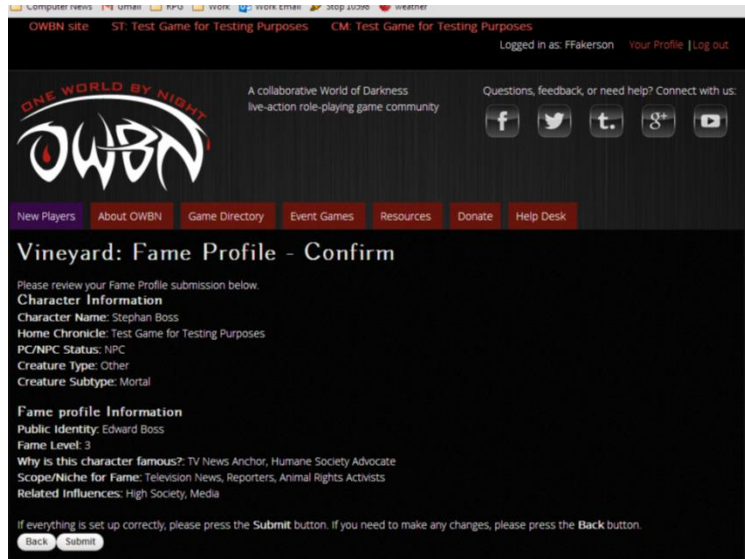 Computer News Gmail RPG Work Work Email Stop 10596 Weather
OWBN site ST: Test Game for Testing Purposes CM: Test Game for Testing Purposes
Logged in as: FFakerson Your Profile | Log out
ONE WORLD BY NIGHT
OWBN
A collaborative World of Darkness
live-action role-playing game community
Questions, feedback, or need help? Connect with us:
f t. g+
New Players About OWBN Game Directory Event Games Resources Donate Help Desk
Vineyard: Fame Profile - Confirm
Please review your Fame Profile submission below.
Character Information
Character Name: Stephan Boss
Home Chronicle: Test Game for Testing Purposes
PC/NPC Status: NPC
Creature Type: Other
Creature Subtype: Mortal
Fame profile Information
Public Identity: Edward Boss
Fame Level: 3
Why is this character famous?: TV News Anchor, Humane Society Advocate
Scope/Niche for Fame: Television News, Reporters, Animal Rights Activists
Related Influences: High Society, Media
If everything is set up correctly, please press the Submit button. If you need to make any changes, please press the Back button.
Back Submit